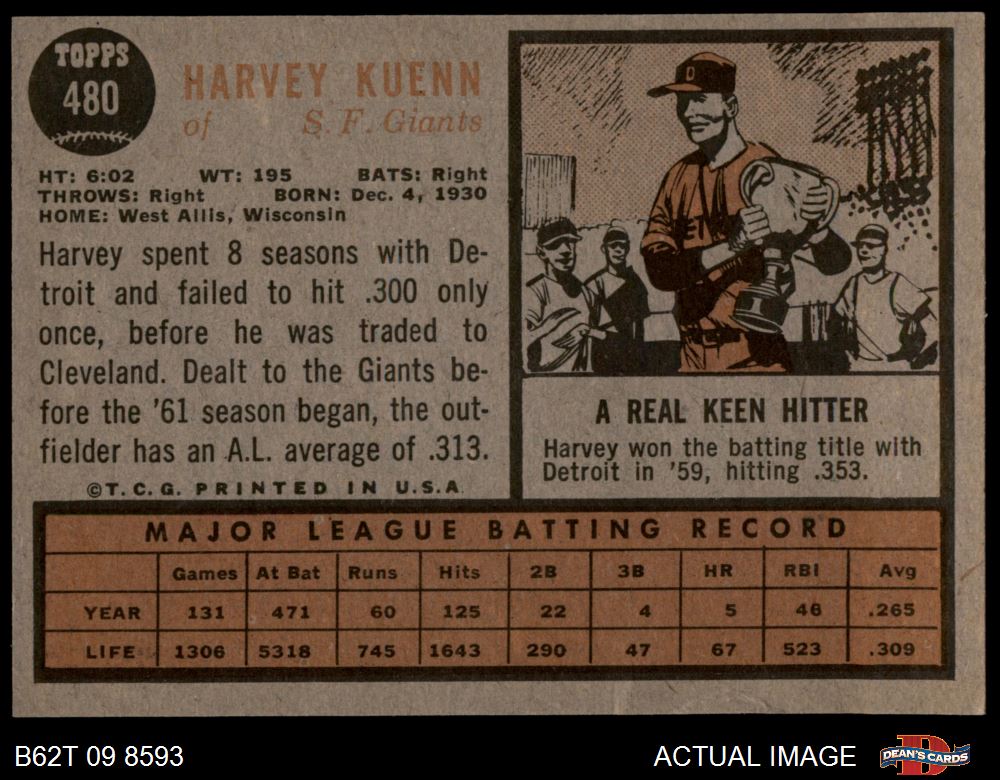 TOPPS
480
HARVEY KUENN
of S. F. Giants
HT: 6:02 WT: 195 BATS: Right
THROWS: Right BORN: Dec. 4, 1930
HOME: West Allis, Wisconsin
Harvey spent 8 seasons with De-
troit and failed to hit .300 only
once, before he was traded to
Cleveland. Dealt to the Giants be-
fore the '61 season began, the out-
fielder has an A.L. average of .313.
©T.C.G. PRINTED IN U.S.A.
D
A REAL KEEN HITTER
Harvey won the batting title with
Detroit in '59, hitting .353.
MAJOR LEAGUE BATTING RECORD
Games At Bat Runs Hits 2B 3B HR RBI Avg
YEAR 131 471 60 125 22 4 5 46 .265
LIFE 1306 5318 745 1643 290 47 67 523 .309
B62T 09 8593
ACTUAL IMAGE
DEAN'S CARDS